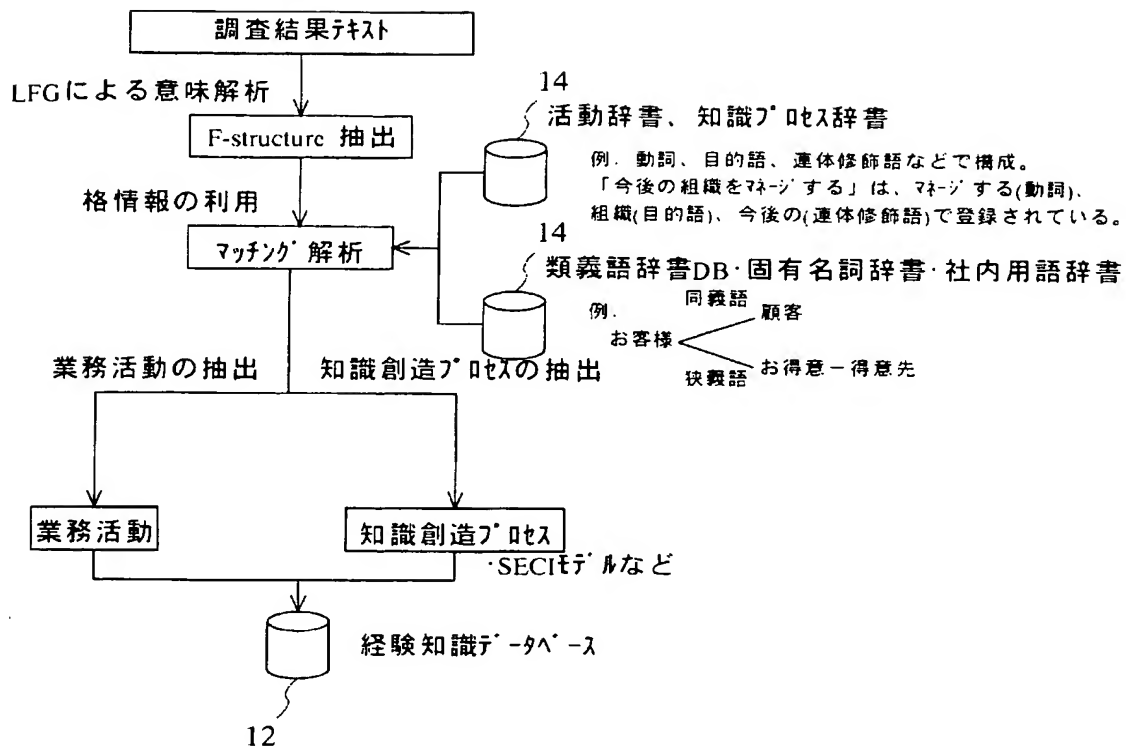 調査結果テキスト
LFGによる意味解析
F-structure 抽出
格情報の利用
マッチング 解析
14
活動辞書、知識プロセス辞書
例. 動詞、目的語、連体修飾語などで構成。
「今後の組織をマネージする」は、マネージする(動詞)、
組織(目的語)、今後の(連体修飾語)で登録されている。
14
類義語辞書DB・固有名詞辞書・社内用語辞書
例.
同義語
お客様
顧客
狭義語
お得意ー得意先
業務活動の抽出
知識創造プロセスの抽出
業務活動
知識創造プロセス
・SECIモデルなど
経験知識データベース
12